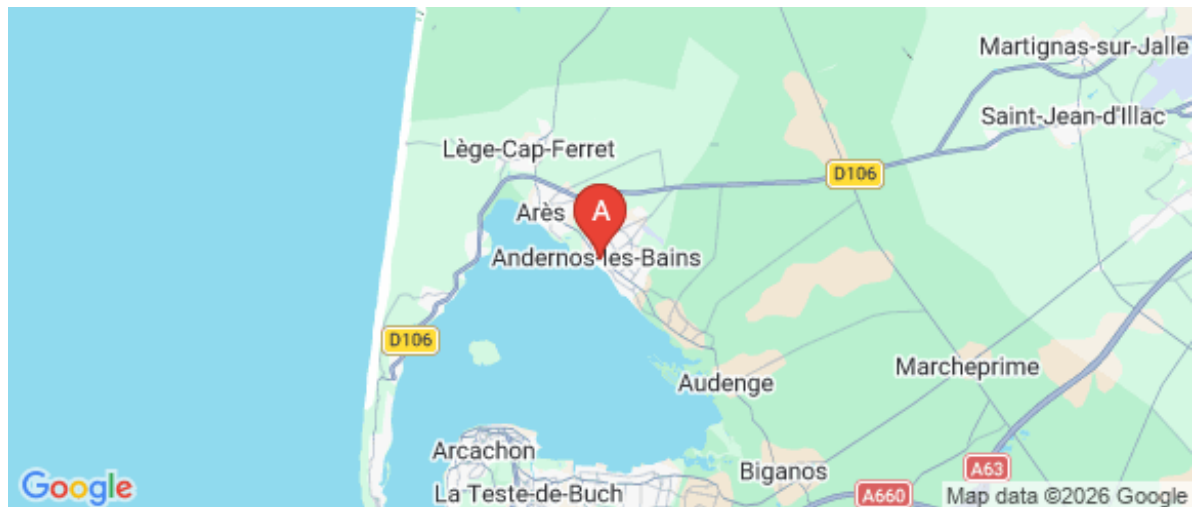 Martignas-sur-Jalle
Saint-Jean-d'Illac
Lège-Cap-Ferret
D106
A
Arès
Andernos-les-Bains
D106
Marcheprime
Audenge
Arcachon
Biganos
A63
La Teste-de-Buch
A660
Google
Map data ©2026 Google